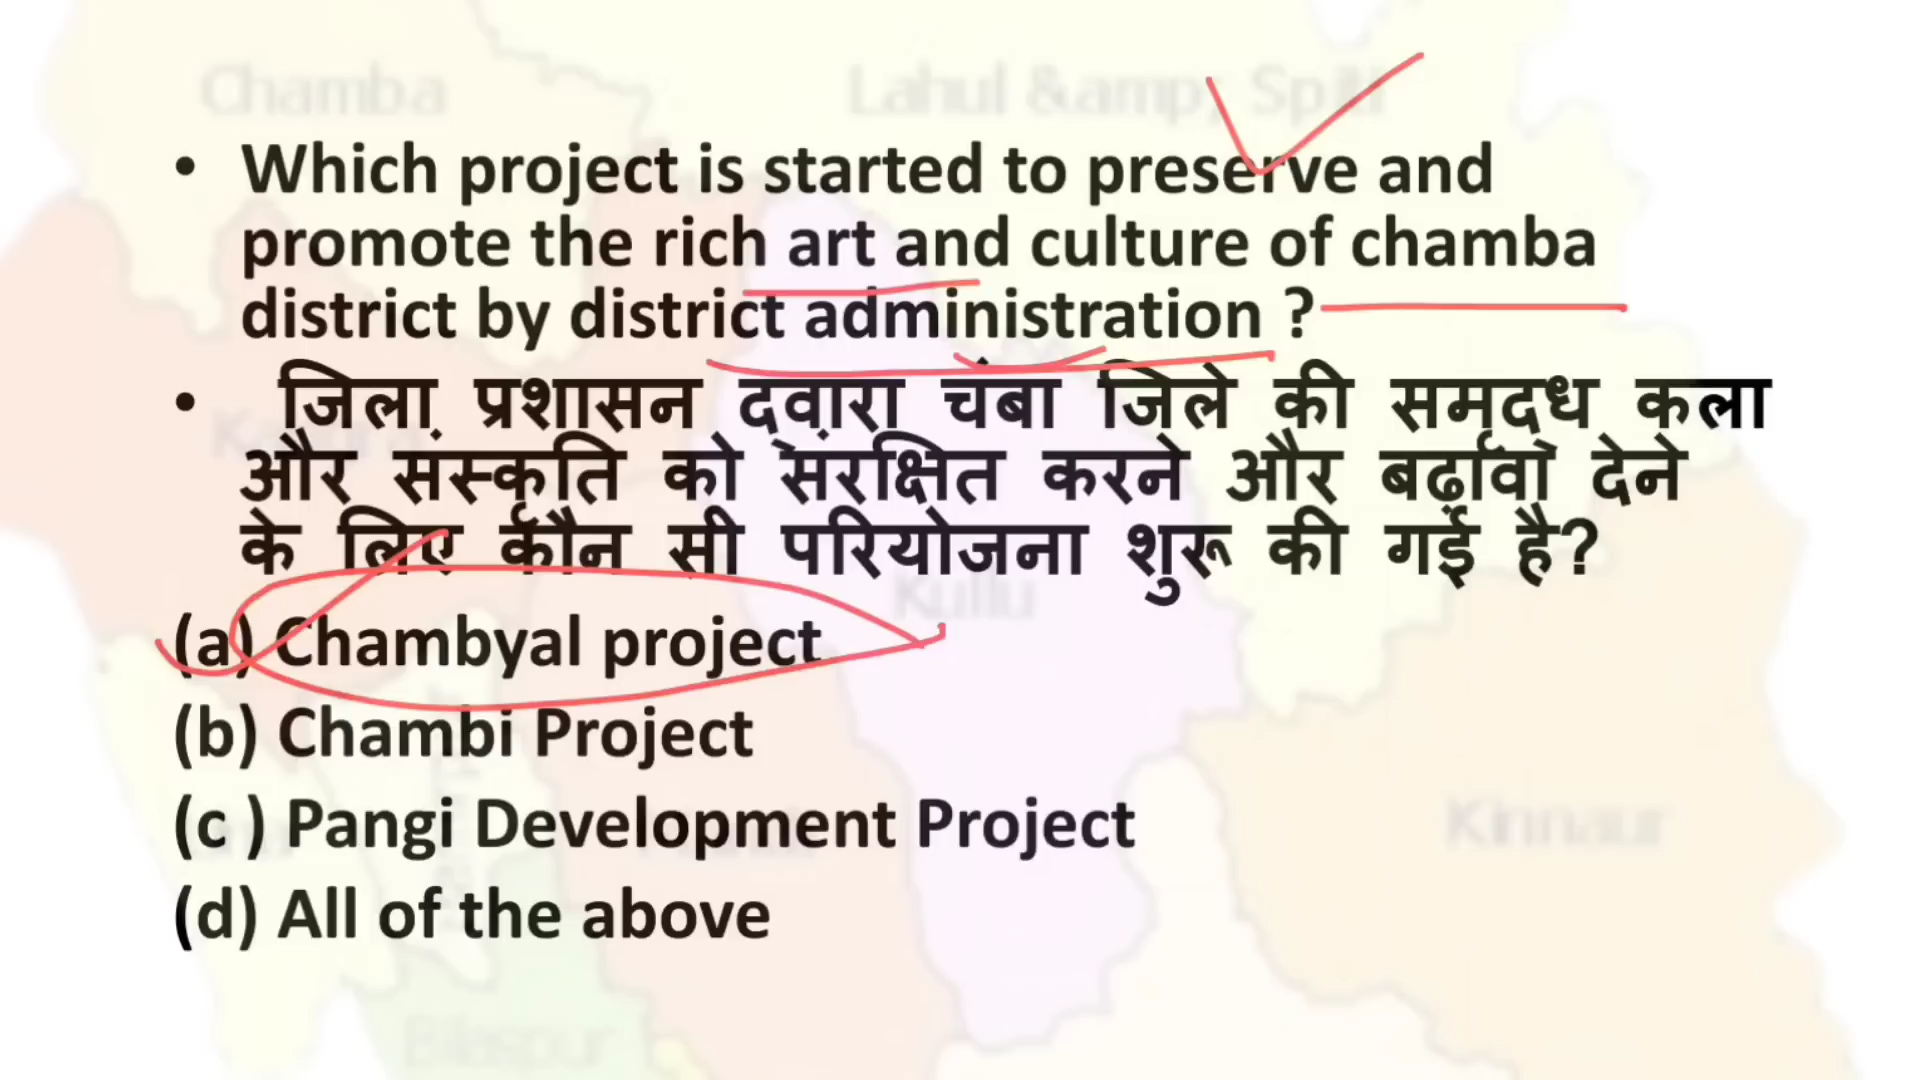 Chamba
Lahul &amp; Spiti
• Which project is started to preserve and
promote the rich art and culture of chamba
district by district administration ?
• जिला प्रशासन द्वारा चंबा जिले की समृद्ध कला
और संस्कृति को संरक्षित करने और बढ़ावा देने
के लिए कौन सी परियोजना शुरू की गई है?
Kullu
(a) Chambyal project
(b) Chambi Project
(c ) Pangi Development Project
Kinnaur
(d) All of the above
Bilaspur